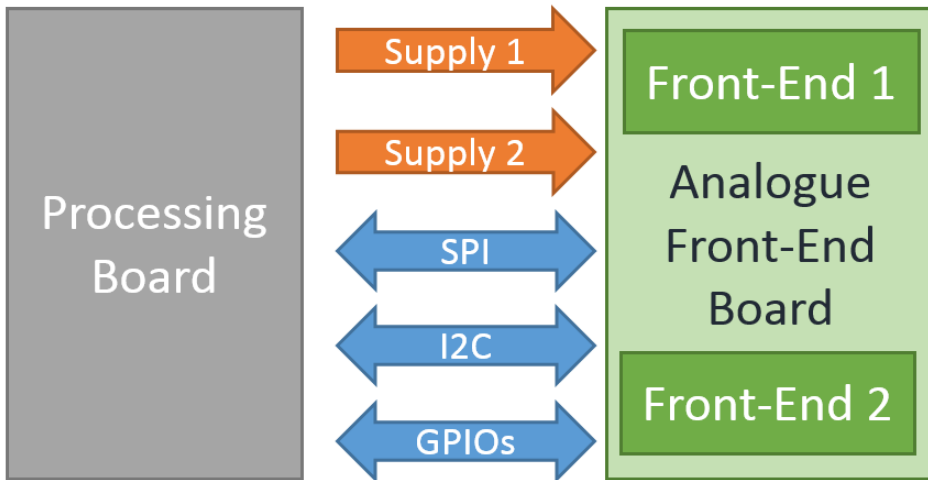 Processing
Board
Supply 1
Supply 2
SPI
I2C
GPIOs
Front-End 1
Analogue
Front-End
Board
Front-End 2